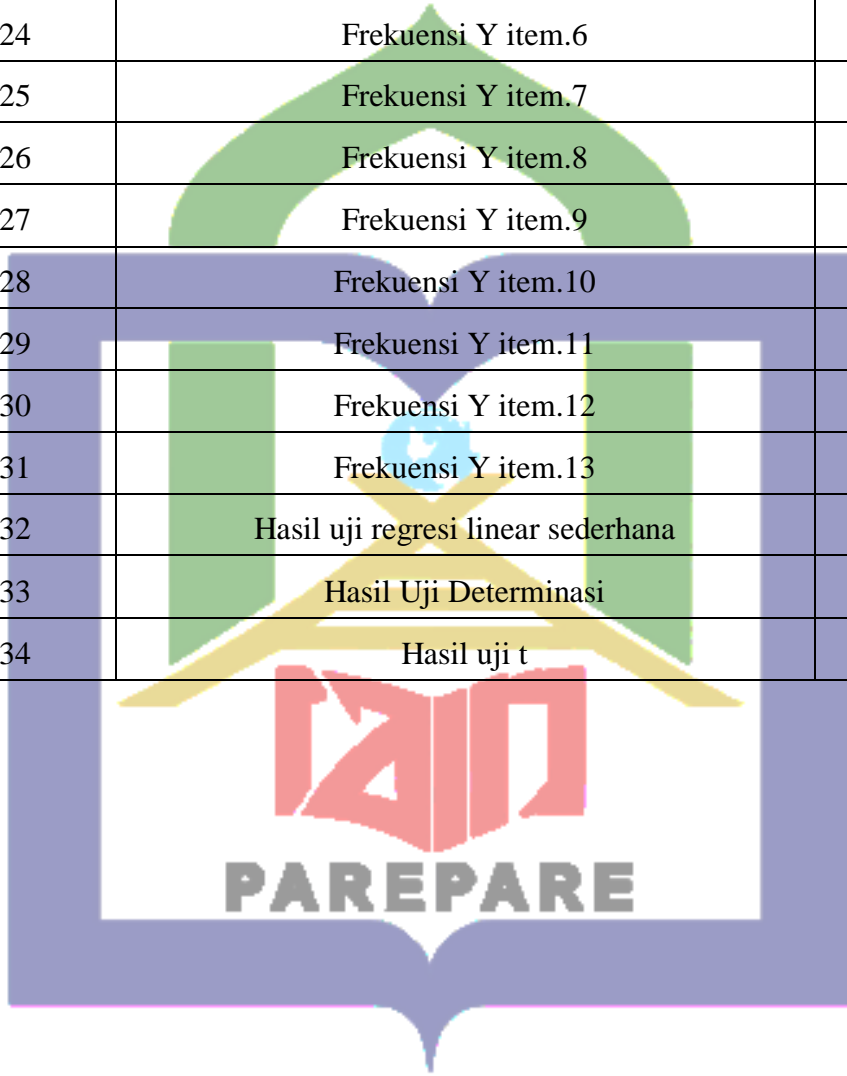 24 Frekuensi Y item.6
25 Frekuensi Y item.7
26 Frekuensi Y item.8
27 Frekuensi Y item.9
28 Frekuensi Y item.10
29 Frekuensi Y item.11
30 Frekuensi Y item.12
31 Frekuensi Y item.13
32 Hasil uji regresi linear sederhana
33 Hasil Uji Determinasi
34 Hasil uji t
iain
PAREPARE